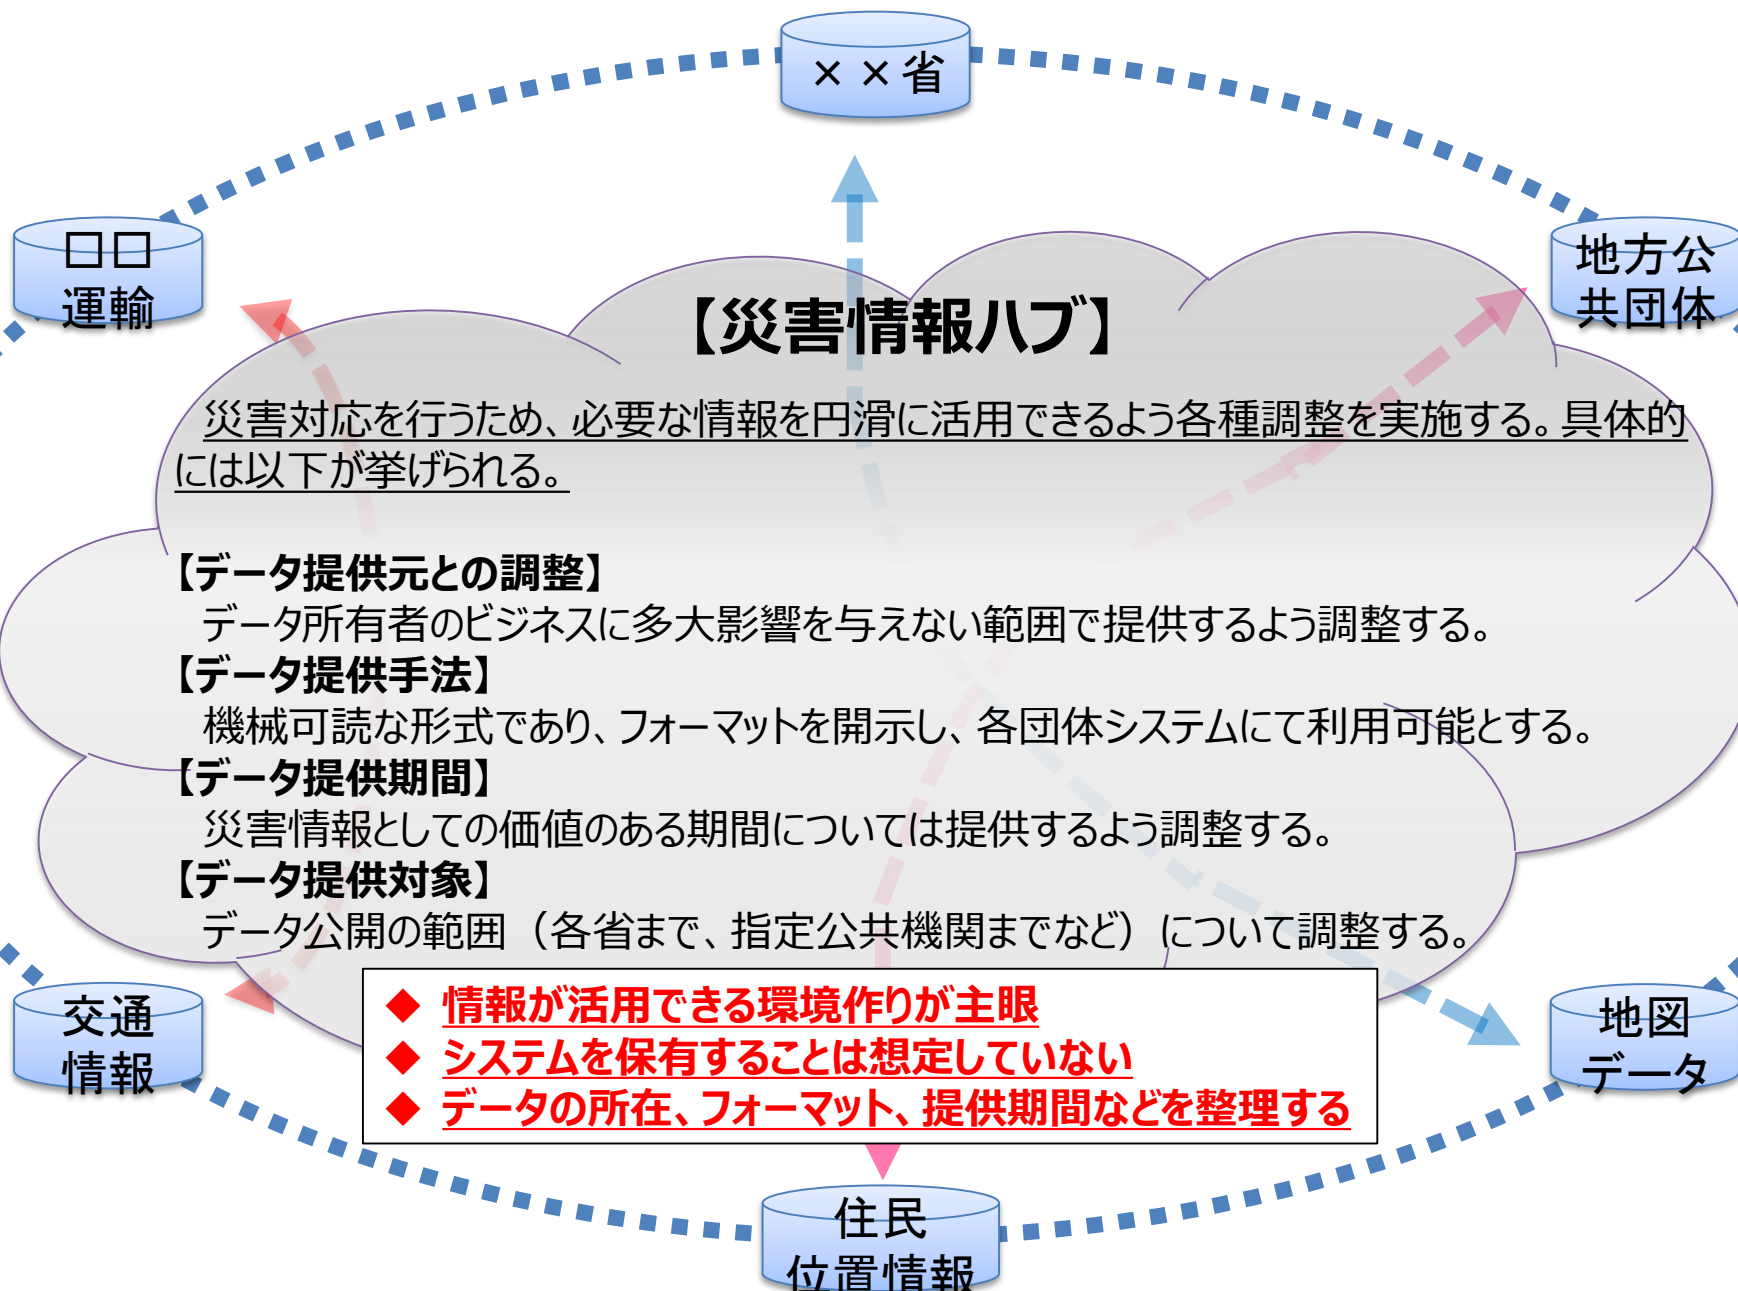 ××省
□□
運輸
地方公
共団体
【災害情報ハブ】
災害対応を行うため、必要な情報を円滑に活用できるよう各種調整を実施する。具体的
には以下が挙げられる。
【データ提供元との調整】
データ所有者のビジネスに多大影響を与えない範囲で提供するよう調整する。
【データ提供手法】
機械可読な形式であり、フォーマットを開示し、各団体システムにて利用可能とする。
【データ提供期間】
災害情報としての価値のある期間については提供するよう調整する。
【データ提供対象】
データ公開の範囲（各省まで、指定公共機関までなど）について調整する。
◆ 情報が活用できる環境作りが主眼
◆ システムを保有することは想定していない
◆ データの所在、フォーマット、提供期間などを整理する
交通
情報
地図
データ
住民
位置情報